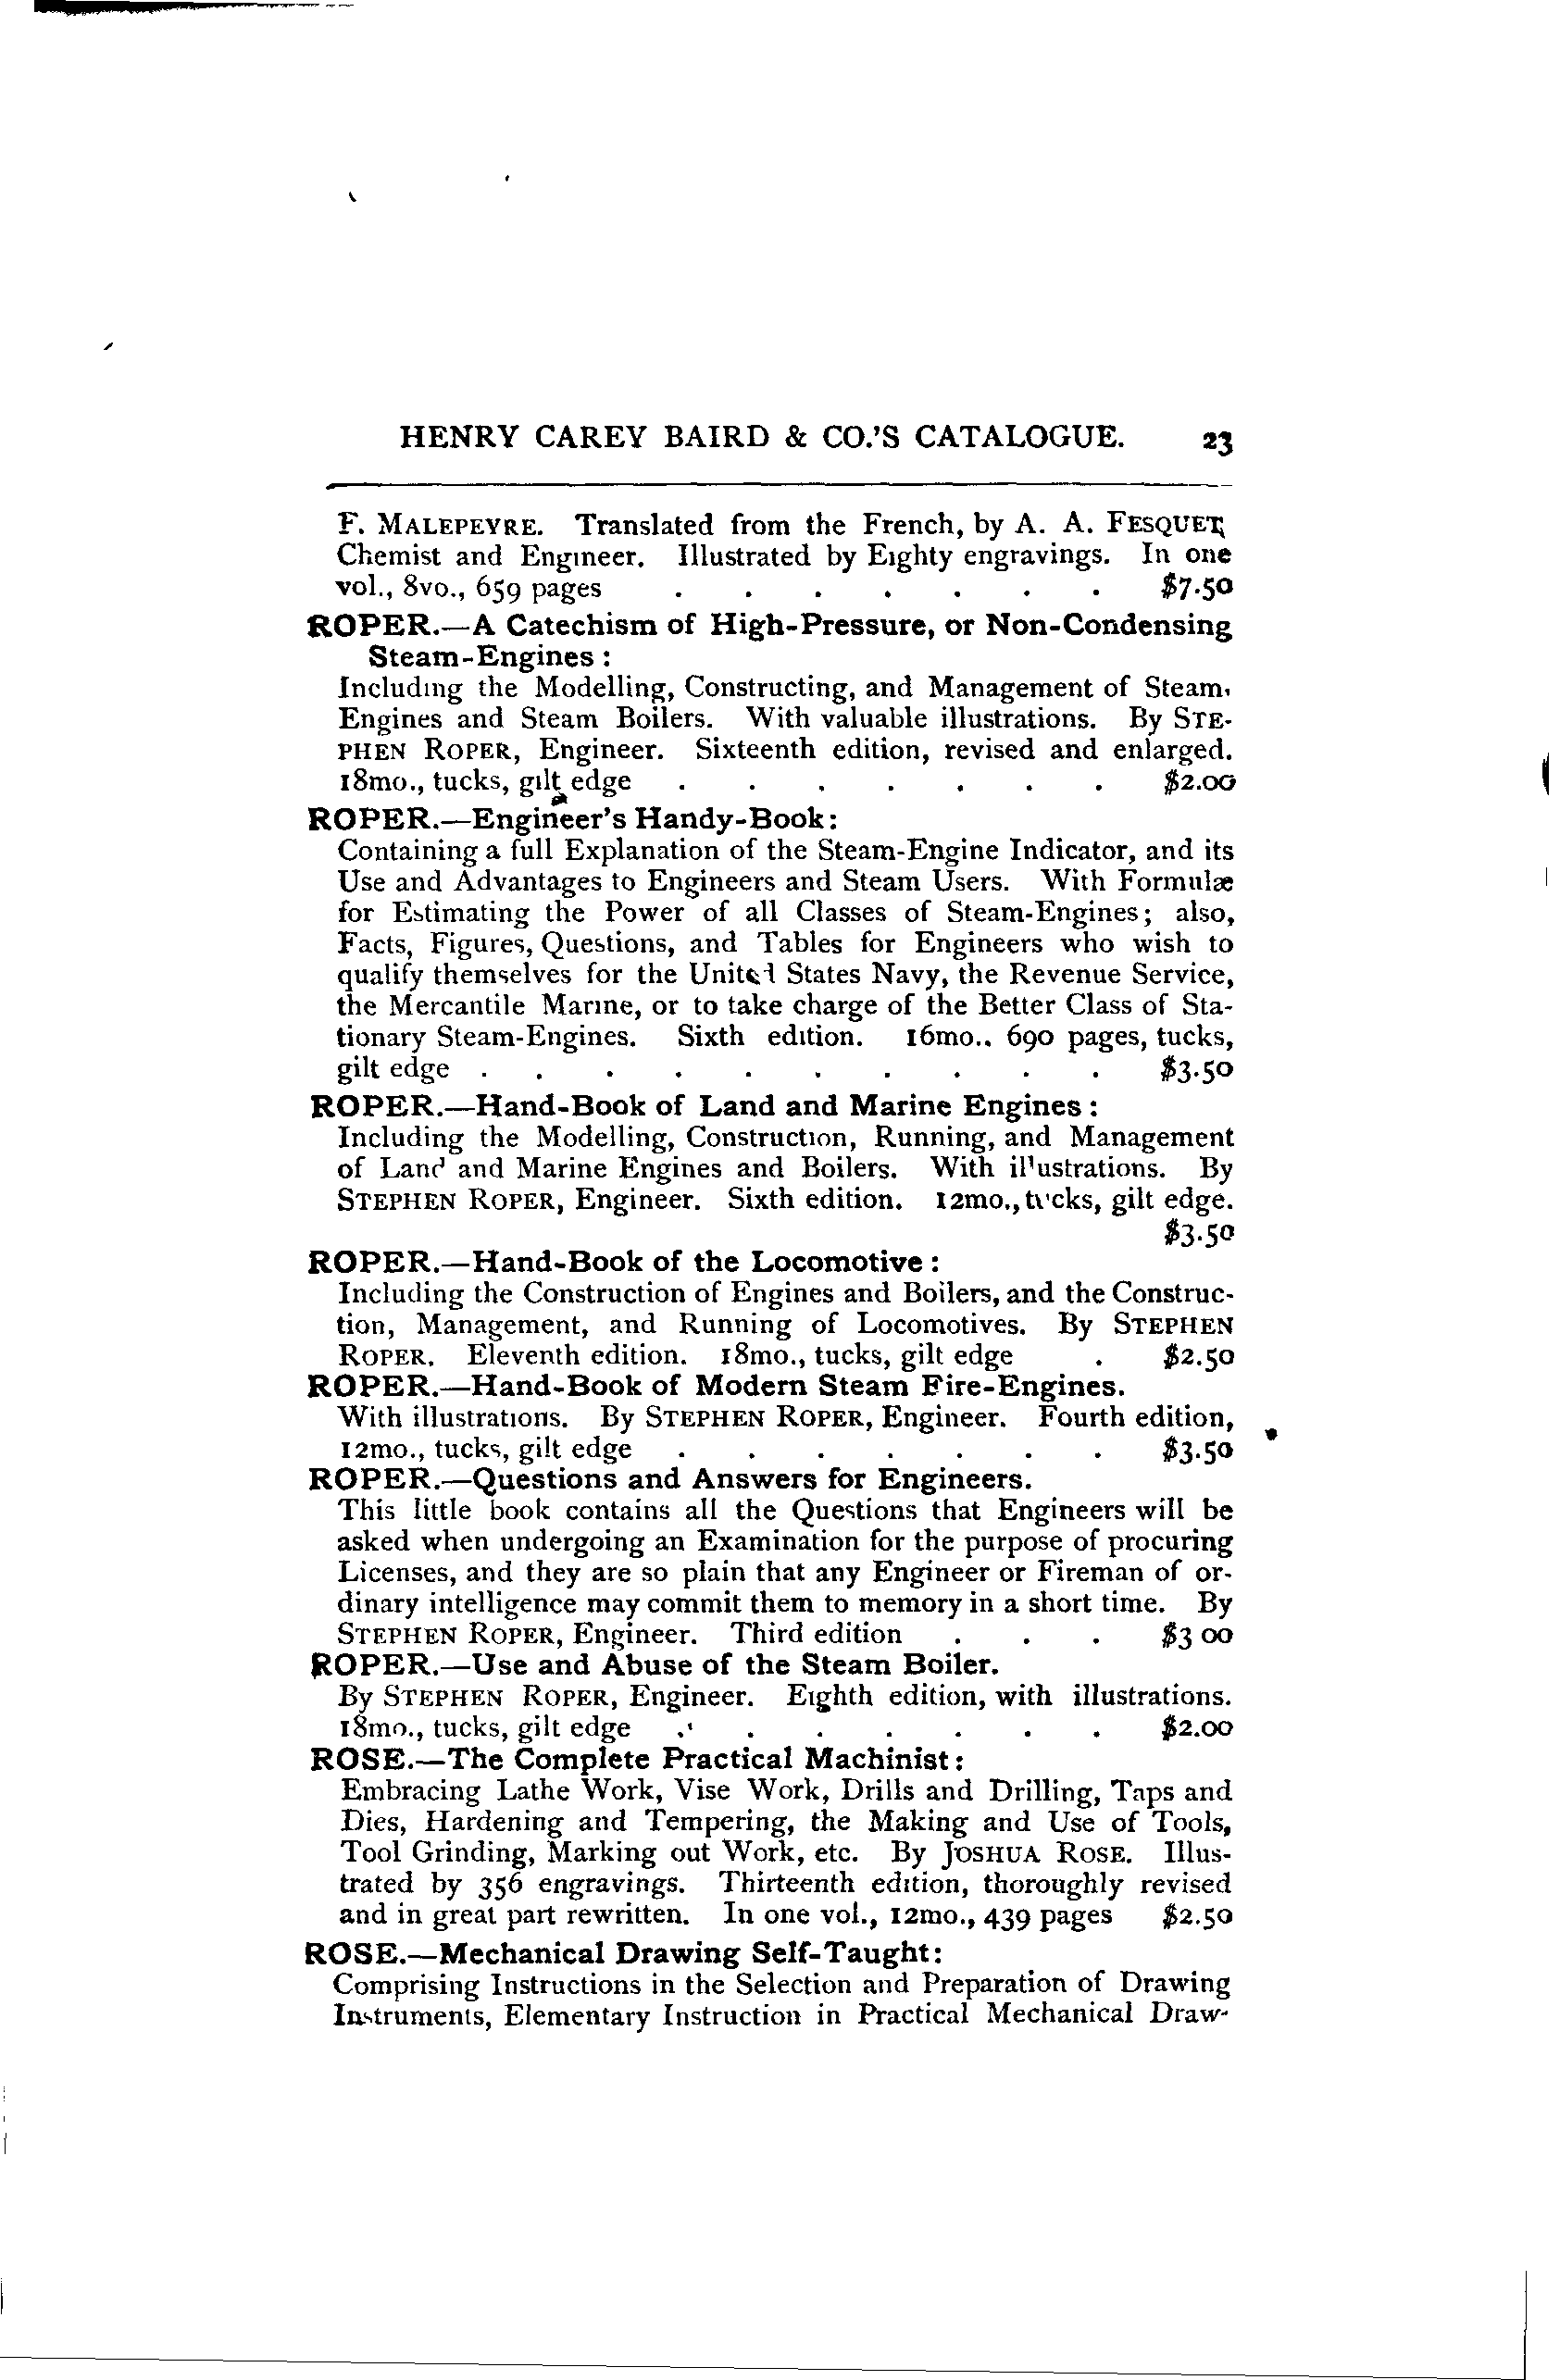 HENRY CAREY BAIRD & CO.'S CATALOGUE. 23
F. MALEPEYRE. Translated from the French, by A. A. FESQUET,
Chemist and Engineer. Illustrated by Eighty engravings. In one
vol., 8vo., 659 pages . . . . . . . $7.50
ROPER.—A Catechism of High-Pressure, or Non-Condensing
Steam-Engines :
Including the Modelling, Constructing, and Management of Steam
Engines and Steam Boilers. With valuable illustrations. By STE-
PHEN ROPER, Engineer. Sixteenth edition, revised and enlarged.
18mo., tucks, gilt edge . . . . . . . $2.00
ROPER.—Engineer's Handy-Book:
Containing a full Explanation of the Steam-Engine Indicator, and its
Use and Advantages to Engineers and Steam Users. With Formulæ
for Estimating the Power of all Classes of Steam-Engines; also,
Facts, Figures, Questions, and Tables for Engineers who wish to
qualify themselves for the United States Navy, the Revenue Service,
the Mercantile Marine, or to take charge of the Better Class of Sta-
tionary Steam-Engines. Sixth edition. 16mo., 690 pages, tucks,
gilt edge . . . . . . . . . . $3.50
ROPER.—Hand-Book of Land and Marine Engines :
Including the Modelling, Construction, Running, and Management
of Land and Marine Engines and Boilers. With illustrations. By
STEPHEN ROPER, Engineer. Sixth edition. 12mo., tucks, gilt edge.
$3.50
ROPER.—Hand-Book of the Locomotive :
Including the Construction of Engines and Boilers, and the Construc-
tion, Management, and Running of Locomotives. By STEPHEN
ROPER. Eleventh edition. 18mo., tucks, gilt edge . $2.50
ROPER.—Hand-Book of Modern Steam Fire-Engines.
With illustrations. By STEPHEN ROPER, Engineer. Fourth edition,
12mo., tucks, gilt edge . . . . . . . $3.50
ROPER.—Questions and Answers for Engineers.
This little book contains all the Questions that Engineers will be
asked when undergoing an Examination for the purpose of procuring
Licenses, and they are so plain that any Engineer or Fireman of or-
dinary intelligence may commit them to memory in a short time. By
STEPHEN ROPER, Engineer. Third edition . . . $3 00
ROPER.—Use and Abuse of the Steam Boiler.
By STEPHEN ROPER, Engineer. Eighth edition, with illustrations.
18mo., tucks, gilt edge . . . . . . . $2.00
ROSE.—The Complete Practical Machinist:
Embracing Lathe Work, Vise Work, Drills and Drilling, Taps and
Dies, Hardening and Tempering, the Making and Use of Tools,
Tool Grinding, Marking out Work, etc. By JOSHUA ROSE. Illus-
trated by 356 engravings. Thirteenth edition, thoroughly revised
and in great part rewritten. In one vol., 12mo., 439 pages $2.50
ROSE.—Mechanical Drawing Self-Taught:
Comprising Instructions in the Selection and Preparation of Drawing
Instruments, Elementary Instruction in Practical Mechanical Draw-